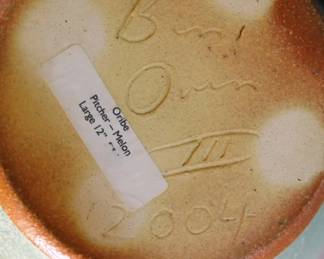 Ben
Owen
III
2004
Oribe
Pitcher – Melon
Large 12"